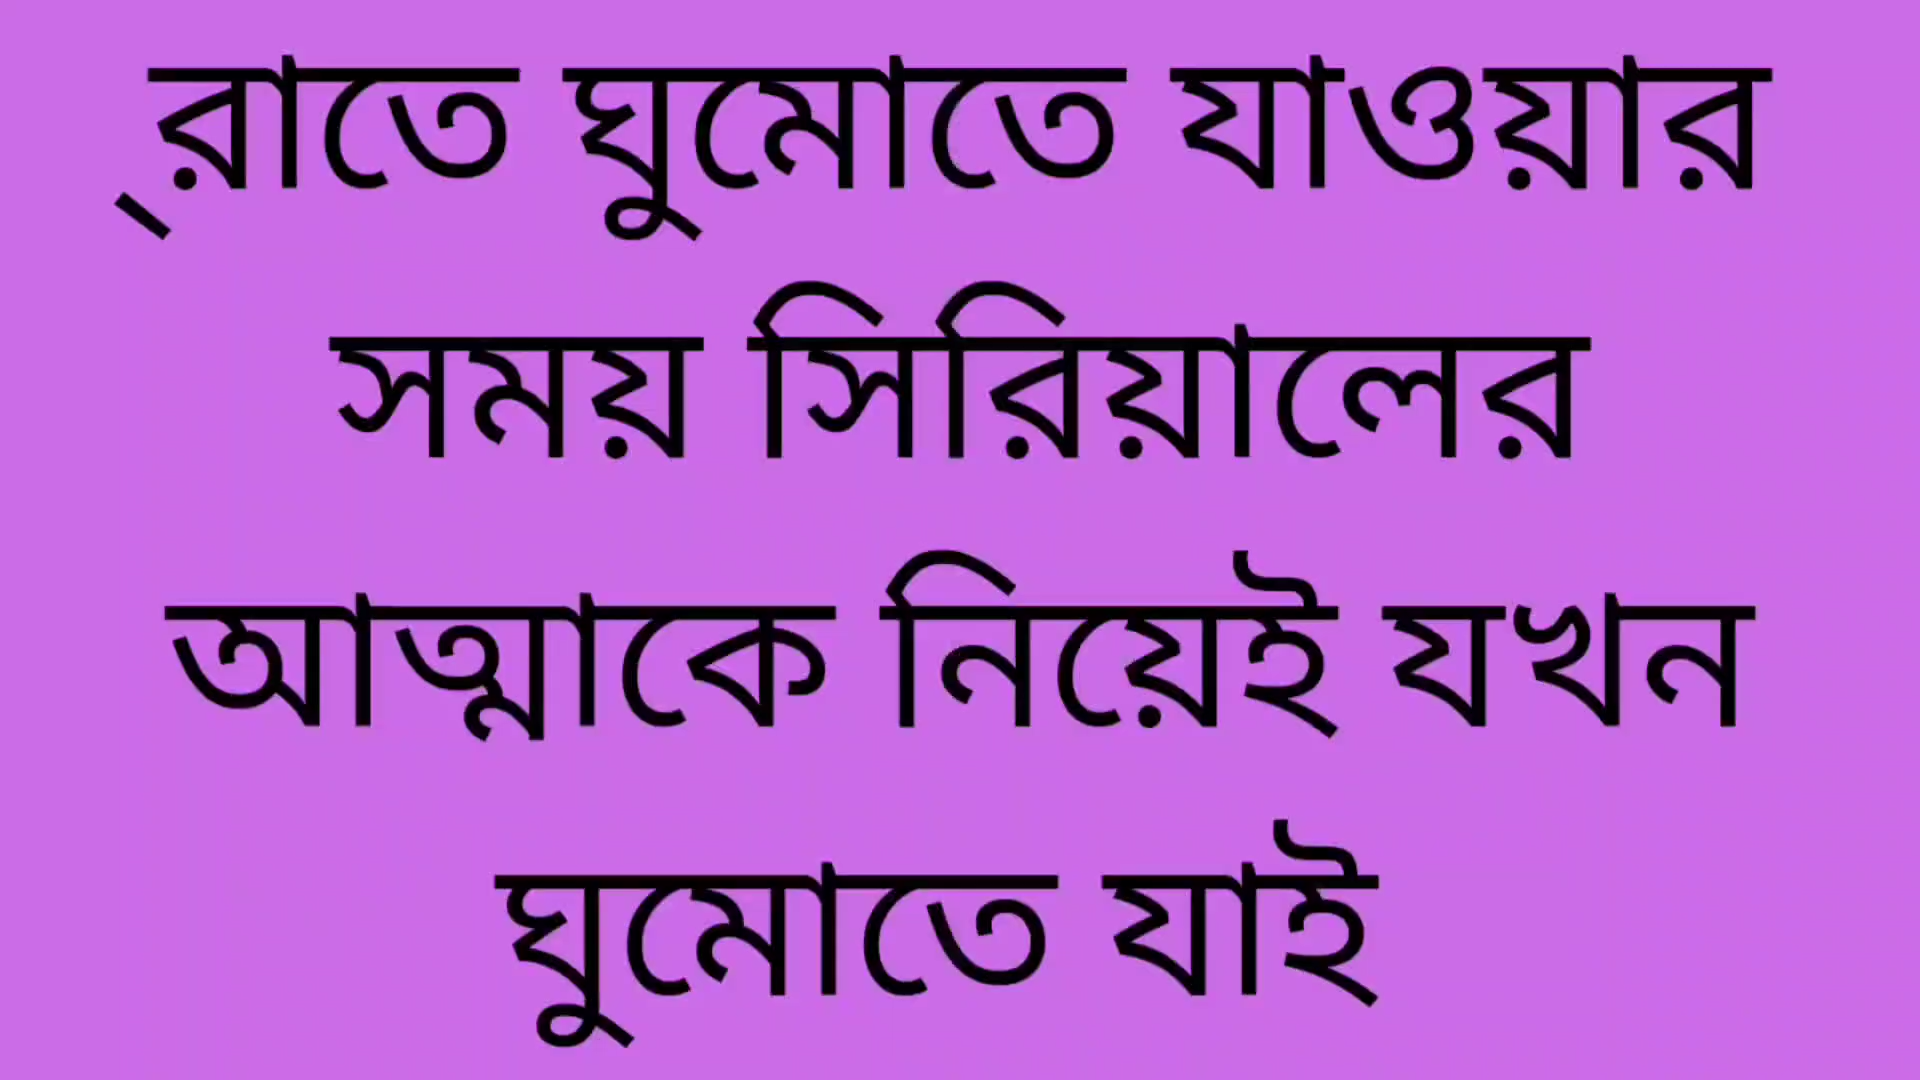 ্রাতে ঘুমোতে যাওয়ার
সময় সিরিয়ালের
আত্মাকে নিয়েই যখন
ঘুমোতে যাই